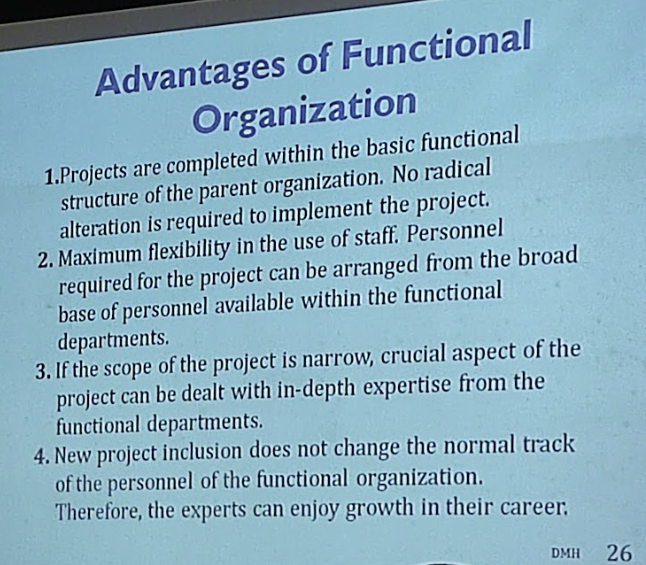 Advantages of Functional
Organization
1.Projects are completed within the basic functional
structure of the parent organization. No radical
alteration is required to implement the project.
2. Maximum flexibility in the use of staff. Personnel
required for the project can be arranged from the broad
base of personnel available within the functional
departments.
3. If the scope of the project is narrow, crucial aspect of the
project can be dealt with in-depth expertise from the
functional departments.
4. New project inclusion does not change the normal track
of the personnel of the functional organization.
Therefore, the experts can enjoy growth in their career.
DMH 26